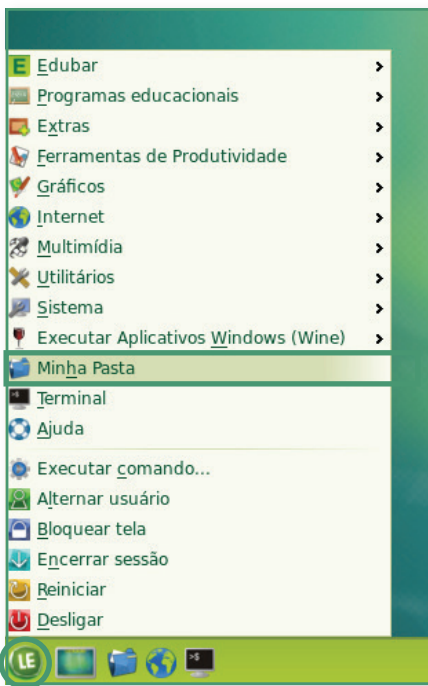 E Edubar
Programas educacionais
Extras
Ferramentas de Produtividade
Gráficos
Internet
Multimídia
Utilitários
Sistema
Executar Aplicativos Windows (Wine)
Minha Pasta
Terminal
Ajuda
Executar comando...
Alternar usuário
Bloquear tela
Encerrar sessão
Reiniciar
Desligar
LE